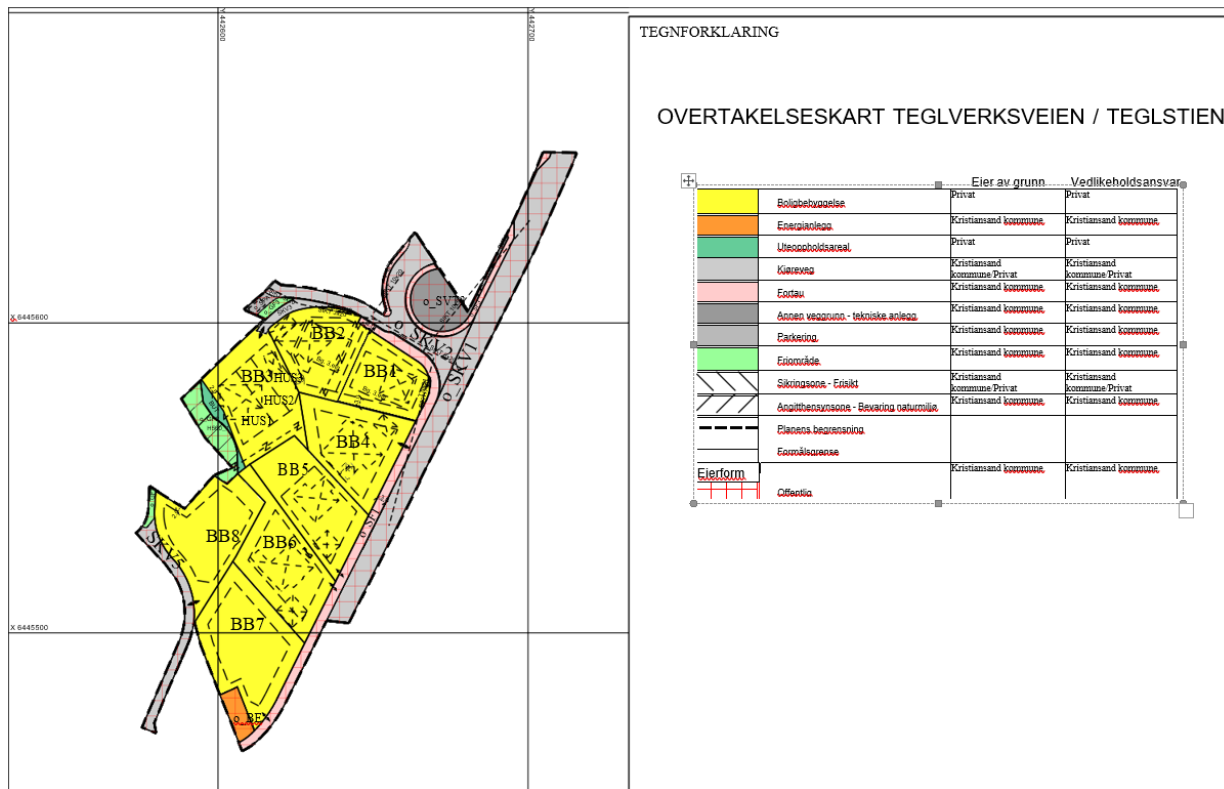 Y 442600
Y 442700
TEGNFORKLARING
OVERTAKELSESKART TEGLVERKSVEIEN / TEGLSTIEN
Eier av grunn Vedlikeholdsansvar
Boligbebyggelse Privat Privat
Energianlegg Kristiansand kommune Kristiansand kommune
Uteoppholdsareal Privat Privat
Kjøreveg Kristiansand kommune/Privat Kristiansand kommune/Privat
Fortau Kristiansand kommune Kristiansand kommune
Annen veggrunn - tekniske anlegg Kristiansand kommune Kristiansand kommune
Parkering Kristiansand kommune Kristiansand kommune
Friområde Kristiansand kommune Kristiansand kommune
Sikringsone - Frisikt Kristiansand kommune/Privat Kristiansand kommune/Privat
Angitthensynsone - Bevaring naturmiljø Kristiansand kommune Kristiansand kommune
Planens begrensning
Formålsgrense
Eierform
Offentlig Kristiansand kommune Kristiansand kommune
X 6445600
X 6445500
o_SKV2
o_SKV1
BB2
BB1
BB3
HUS3
HUS2
HUS1
BB4
BB5
BB8
BB6
SKV3
BB7
o_BE